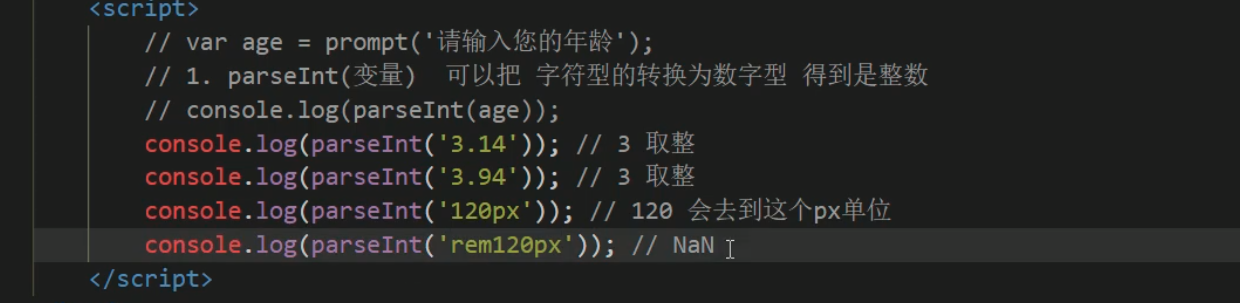 <script>
// var age = prompt('请输入您的年龄');
// 1. parseInt(变量) 可以把 字符型的转换为数字型 得到是整数
// console.log(parseInt(age));
console.log(parseInt('3.14')); // 3 取整
console.log(parseInt('3.94')); // 3 取整
console.log(parseInt('120px')); // 120 会去到这个px单位
console.log(parseInt('rem120px')); // NaN
</script>